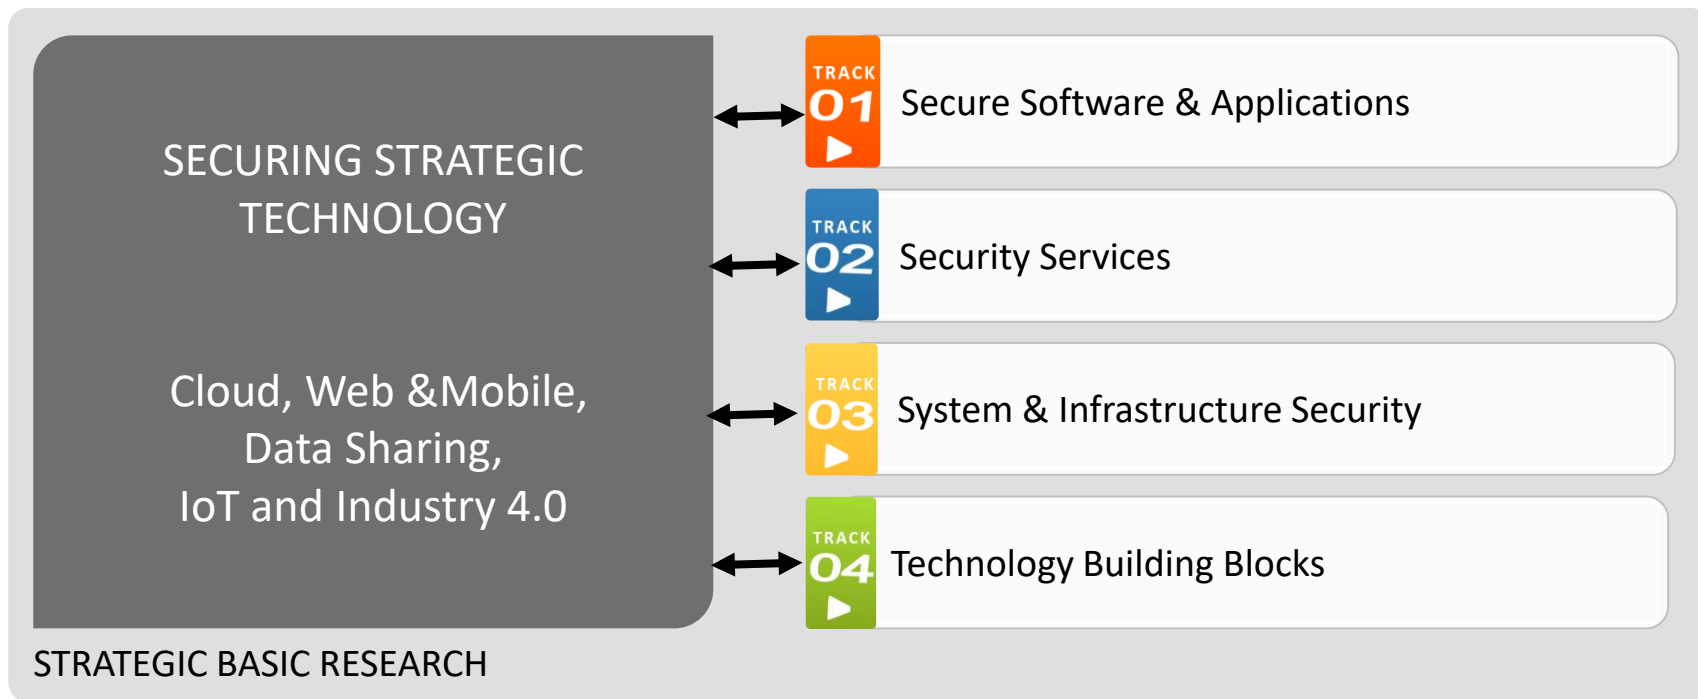 SECURING STRATEGIC
TECHNOLOGY
Cloud, Web &Mobile,
Data Sharing,
IoT and Industry 4.0
TRACK
01
Secure Software & Applications
TRACK
02
Security Services
TRACK
03
System & Infrastructure Security
TRACK
04
Technology Building Blocks
STRATEGIC BASIC RESEARCH